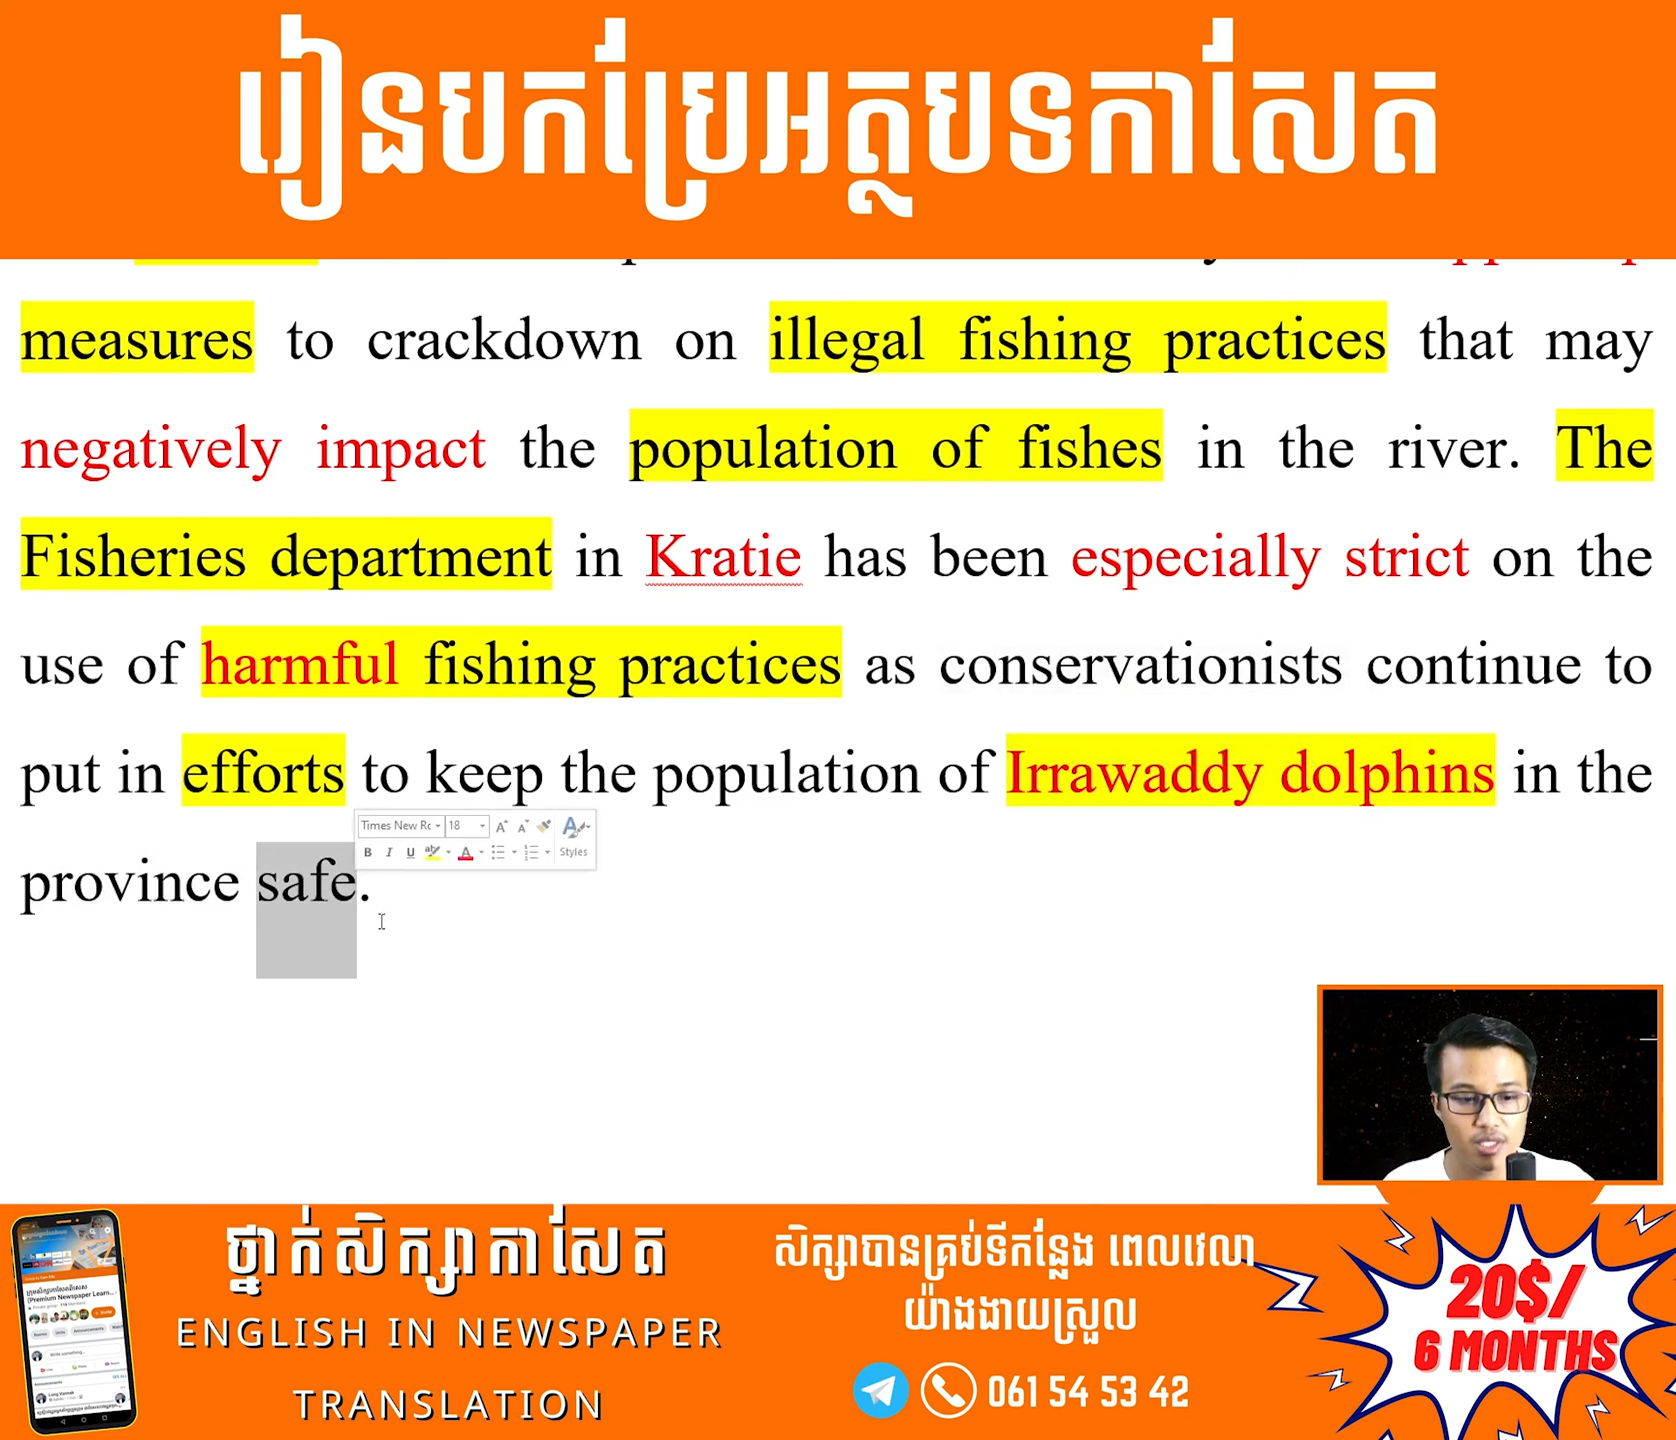 រៀនបកប្រែអត្ថបទកាសែត
measures to crackdown on illegal fishing practices that may
negatively impact the population of fishes in the river. The
Fisheries department in Kratie has been especially strict on the
use of harmful fishing practices as conservationists continue to
put in efforts to keep the population of Irrawaddy dolphins in the
Times New Rc 18
B I U Styles
province safe.
ថ្នាក់សិក្សាកាសែត
ENGLISH IN NEWSPAPER
TRANSLATION
សិក្សាបានគ្រប់ទីកន្លែង ពេលវេលា
យ៉ាងងាយស្រួល
061 54 53 42
20$/
6 MONTHS
(Premium Newspaper Learn...
Write something...